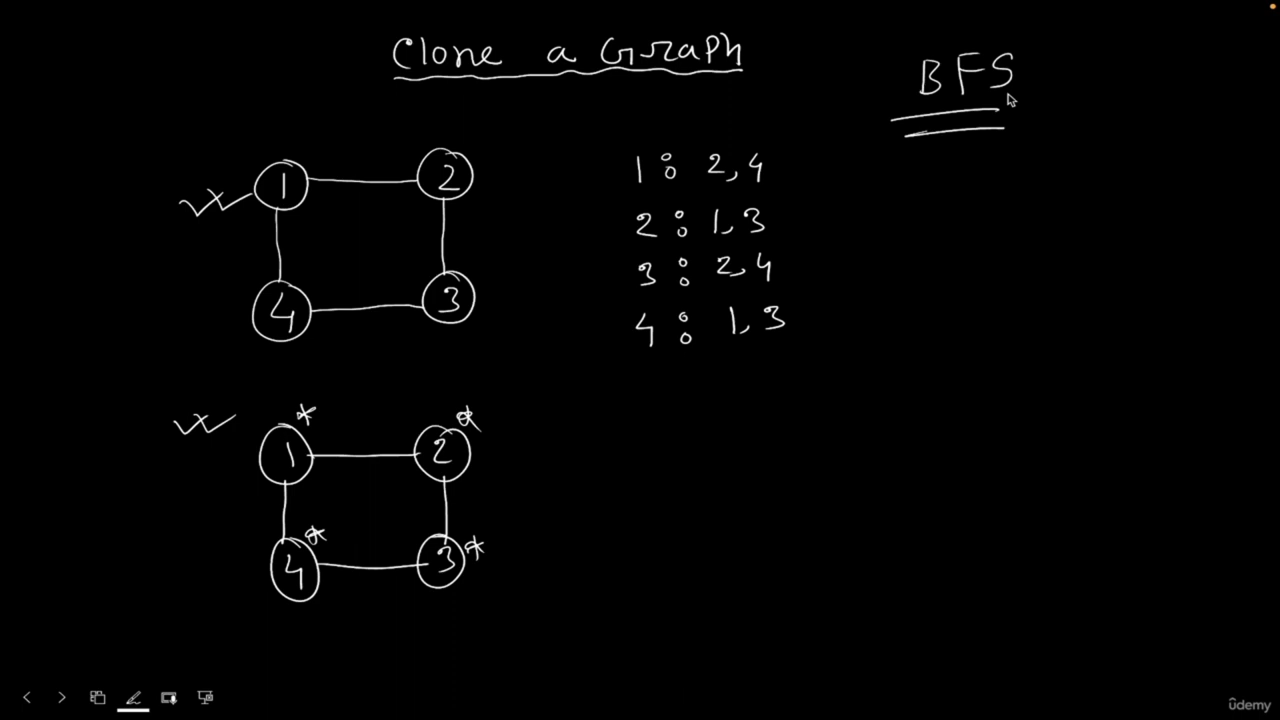 Clone a Graph
BFS
1 2
4 3
1 : 2, 4
2 : 1, 3
3 : 2, 4
4 : 1, 3
1* 2*
4* 3*
ûdemy